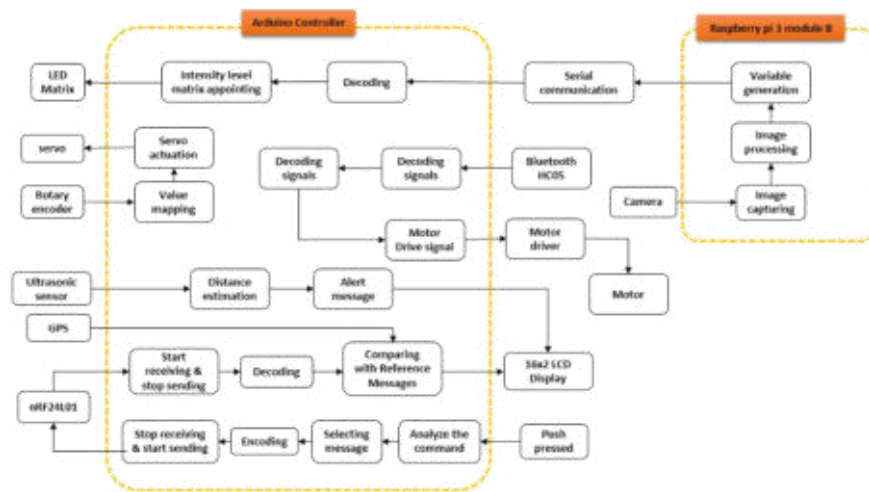 Arduino Controller
Raspberry pi 3 module B
LED
Matrix
Intensity level
matrix appointing
Decoding
Serial
communication
Variable
generation
servo
Servo
actuation
Image
processing
Decoding
signals
Decoding
signals
Bluetooth
HC05
Rotary
encoder
Value
mapping
Camera
Image
capturing
Motor
Drive signal
Motor
driver
Ultrasonic
sensor
Distance
estimation
Alert
message
Motor
GPS
Start
receiving &
stop sending
Decoding
Comparing
with Reference
Messages
16x2 LCD
Display
nRF24L01
Stop receiving
& start sending
Encoding
Selecting
message
Analyze the
command
Push
pressed